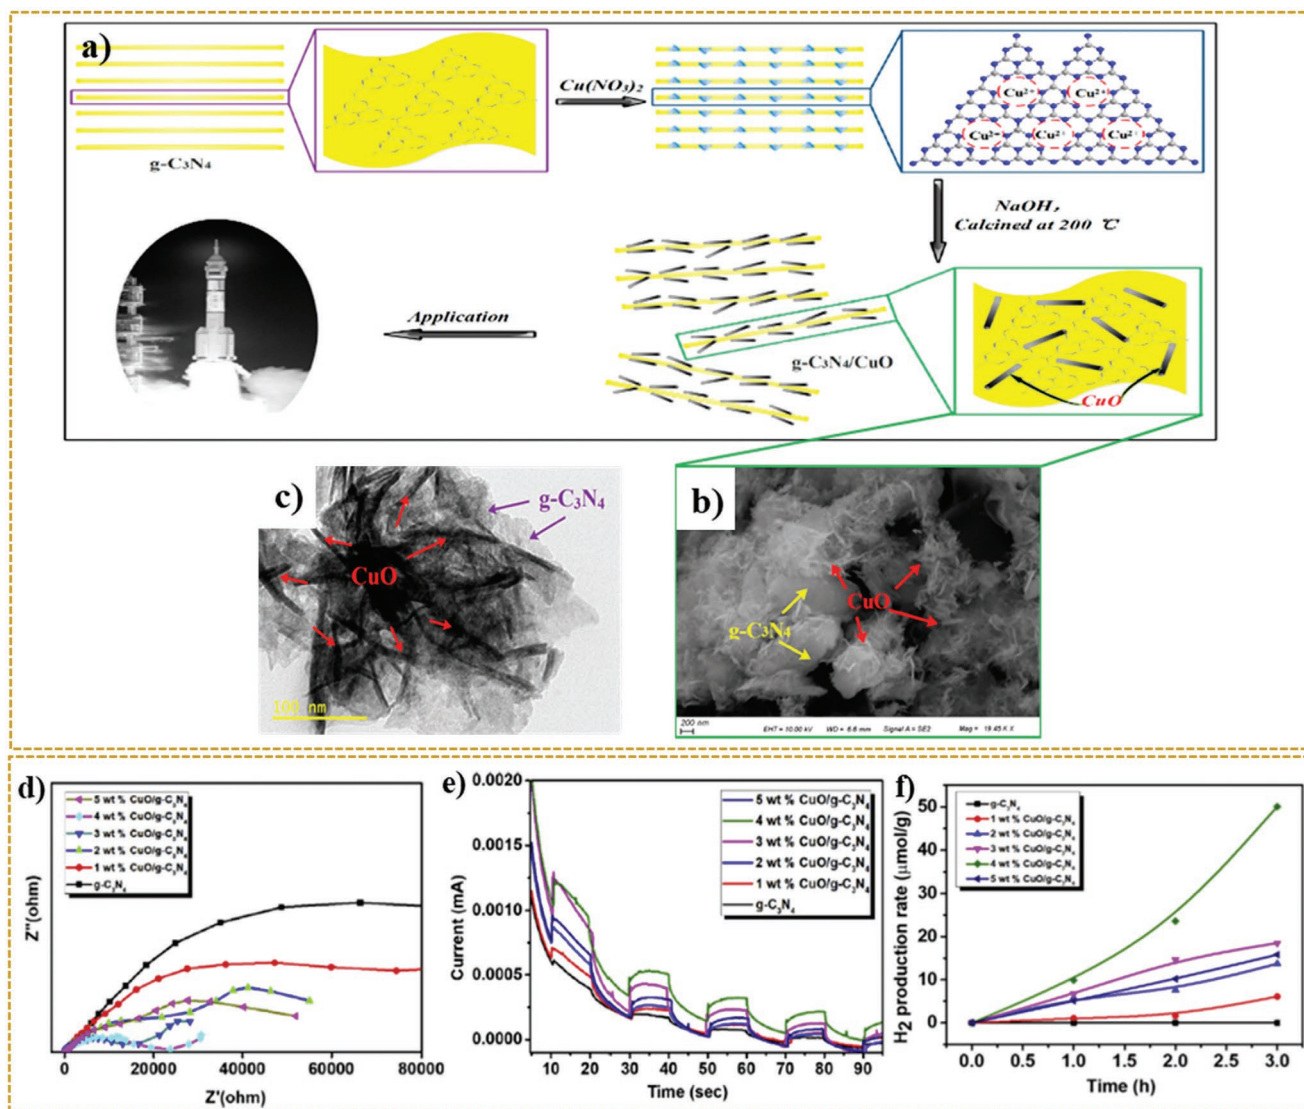 a)
g-C₃N₄
Cu(NO₃)₂
Cu²⁺ Cu²⁺
Cu²⁺ Cu²⁺ Cu²⁺
NaOH,
Calcined at 200 ℃
Application
g-C₃N₄/CuO
CuO
c)
g-C₃N₄
CuO
100 nm
b)
CuO
g-C₃N₄
200 nm
EHT = 10.00 kV WD = 6.6 mm Signal A = SE2 Mag = 19.45 K X
d)
5 wt % CuO/g-C₃N₄
4 wt % CuO/g-C₃N₄
3 wt % CuO/g-C₃N₄
2 wt % CuO/g-C₃N₄
1 wt % CuO/g-C₃N₄
g-C₃N₄
Z''(ohm)
0 20000 40000 60000 80000
Z'(ohm)
e)
0.0020
0.0015
0.0010
0.0005
0.0000
Current (mA)
5 wt % CuO/g-C₃N₄
4 wt % CuO/g-C₃N₄
3 wt % CuO/g-C₃N₄
2 wt % CuO/g-C₃N₄
1 wt % CuO/g-C₃N₄
g-C₃N₄
10 20 30 40 50 60 70 80 90
Time (sec)
f)
50
40
30
20
10
0
H₂ production rate (μmol/g)
g-C₃N₄
1 wt % CuO/g-C₃N₄
2 wt % CuO/g-C₃N₄
3 wt % CuO/g-C₃N₄
4 wt % CuO/g-C₃N₄
5 wt % CuO/g-C₃N₄
0.0 0.5 1.0 1.5 2.0 2.5 3.0
Time (h)